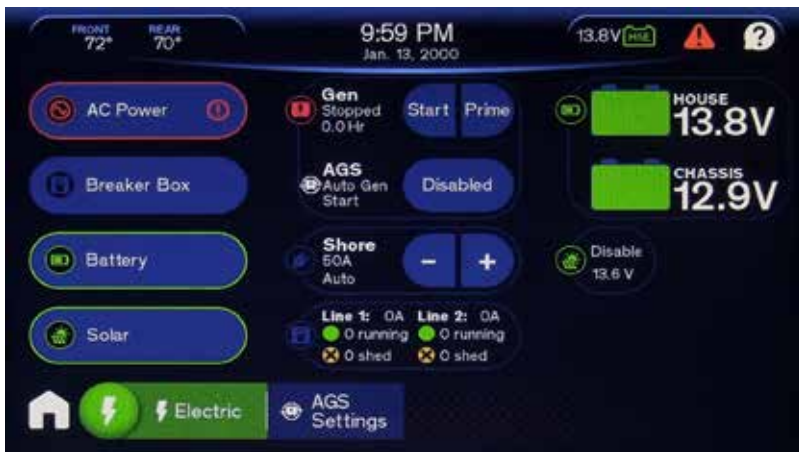 FRONT 72°
REAR 70°
9:59 PM
Jan. 13, 2000
13.8V HSE
?
AC Power
Breaker Box
Battery
Solar
Gen
Stopped
0.0 Hr
Start Prime
AGS
Auto Gen
Start
Disabled
Shore
50A
Auto
- +
Line 1: 0A Line 2: 0A
0 running 0 running
0 shed 0 shed
HOUSE
13.8V
CHASSIS
12.9V
Disable
13.6 V
Electric
AGS
Settings